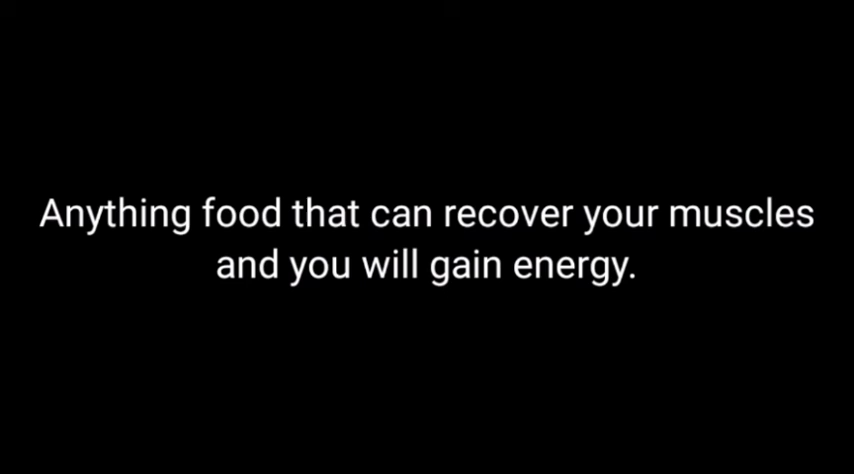 Anything food that can recover your muscles
and you will gain energy.